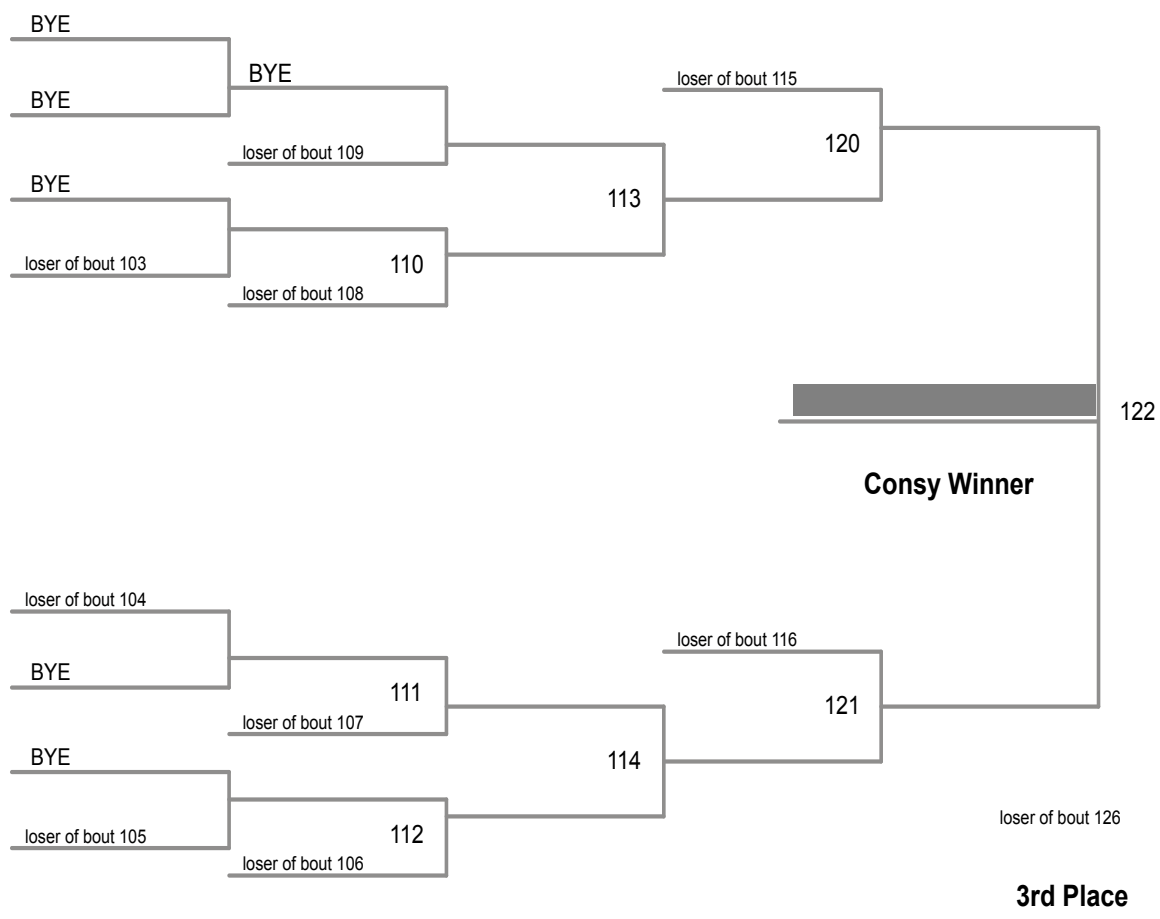 BYE
BYE
BYE
loser of bout 115
120
loser of bout 109
BYE
113
loser of bout 103
110
loser of bout 108
122
Consy Winner
loser of bout 104
loser of bout 116
BYE
111
121
loser of bout 107
BYE
114
loser of bout 126
loser of bout 105
112
loser of bout 106
3rd Place